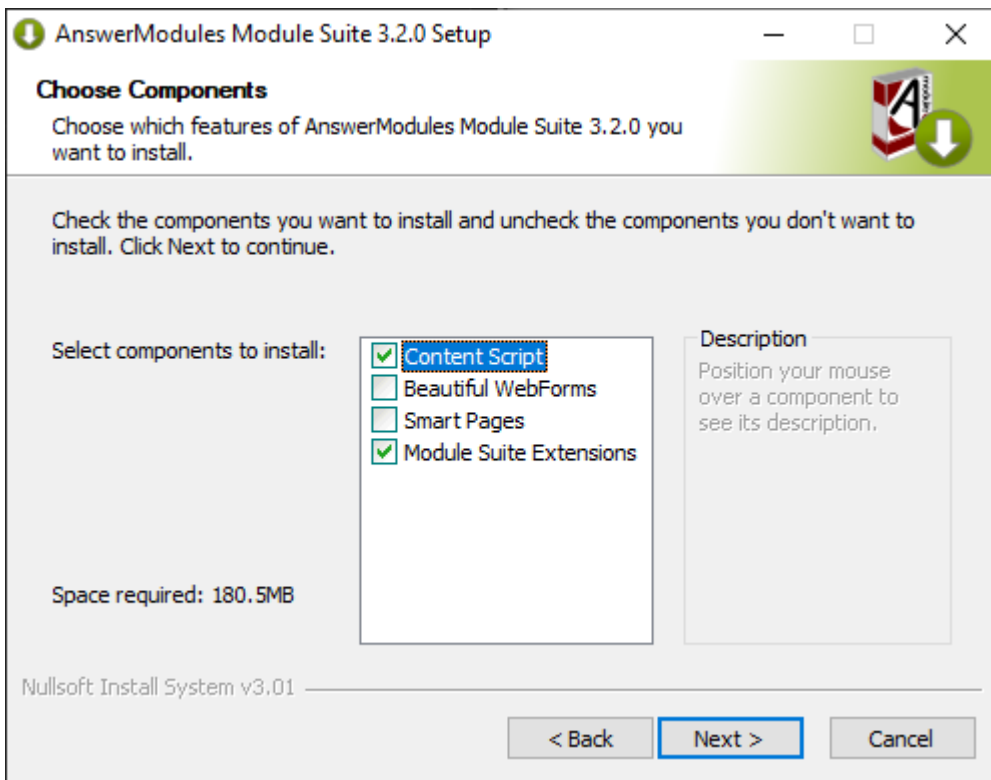 AnswerModules Module Suite 3.2.0 Setup
Choose Components
Choose which features of AnswerModules Module Suite 3.2.0 you
want to install.
Check the components you want to install and uncheck the components you don't want to
install. Click Next to continue.
Select components to install:
Content Script
Beautiful WebForms
Smart Pages
Module Suite Extensions
Description
Position your mouse
over a component to
see its description.
Space required: 180.5MB
Nullsoft Install System v3.01
< Back
Next >
Cancel